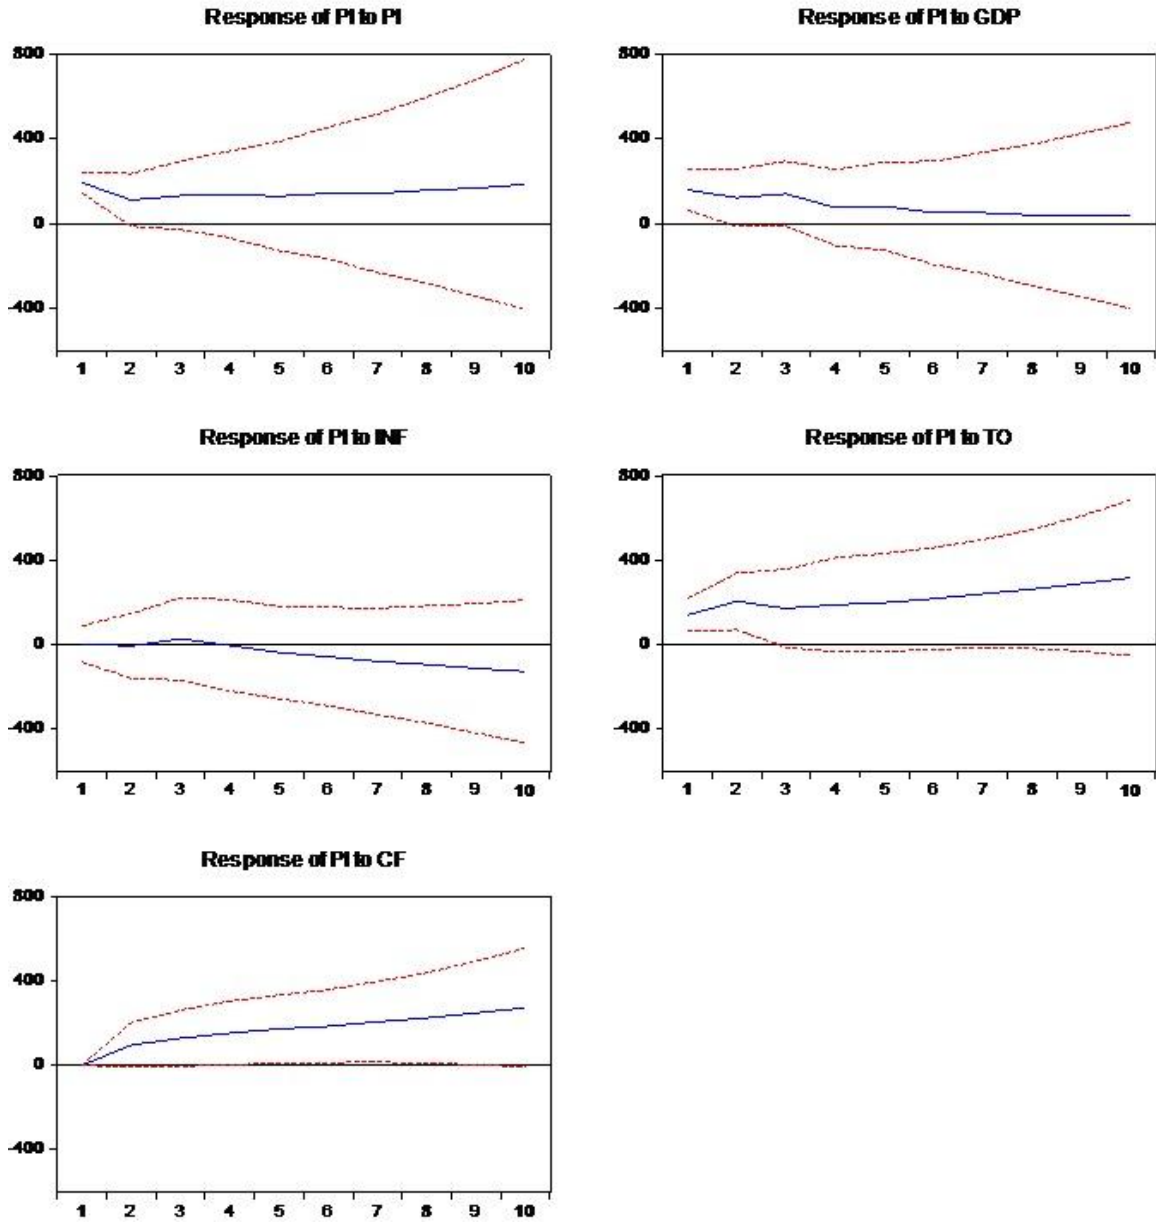 Response of PI to PI
800
400
0
-400
1 2 3 4 5 6 7 8 9 10
Response of PI to GDP
800
400
0
-400
1 2 3 4 5 6 7 8 9 10
Response of PI to INF
800
400
0
-400
1 2 3 4 5 6 7 8 9 10
Response of PI to TO
800
400
0
-400
1 2 3 4 5 6 7 8 9 10
Response of PI to CF
800
400
0
-400
1 2 3 4 5 6 7 8 9 10